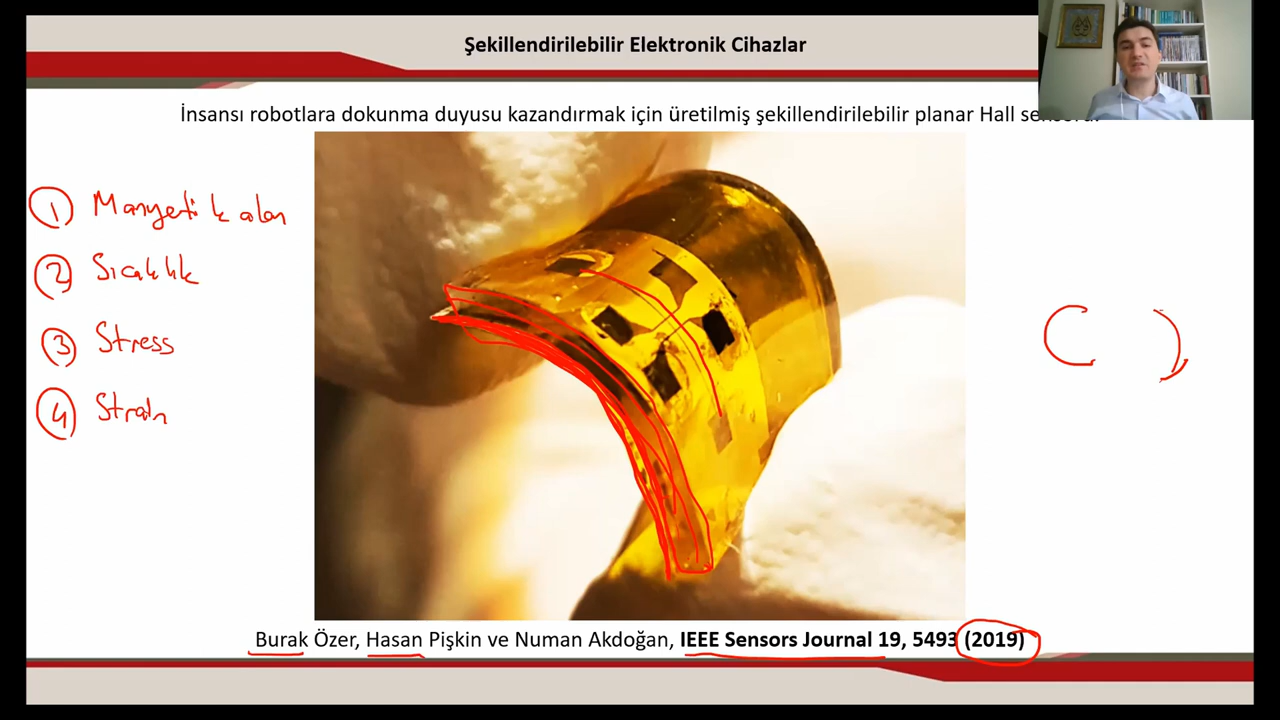 Şekillendirilebilir Elektronik Cihazlar
İnsansı robotlara dokunma duyusu kazandırmak için üretilmiş şekillendirilebilir planar Hall
1 Manyetik alan
2 Sıcaklık
3 Stress
4 Strain
Burak Özer, Hasan Pişkin ve Numan Akdoğan, IEEE Sensors Journal 19, 5493 (2019)